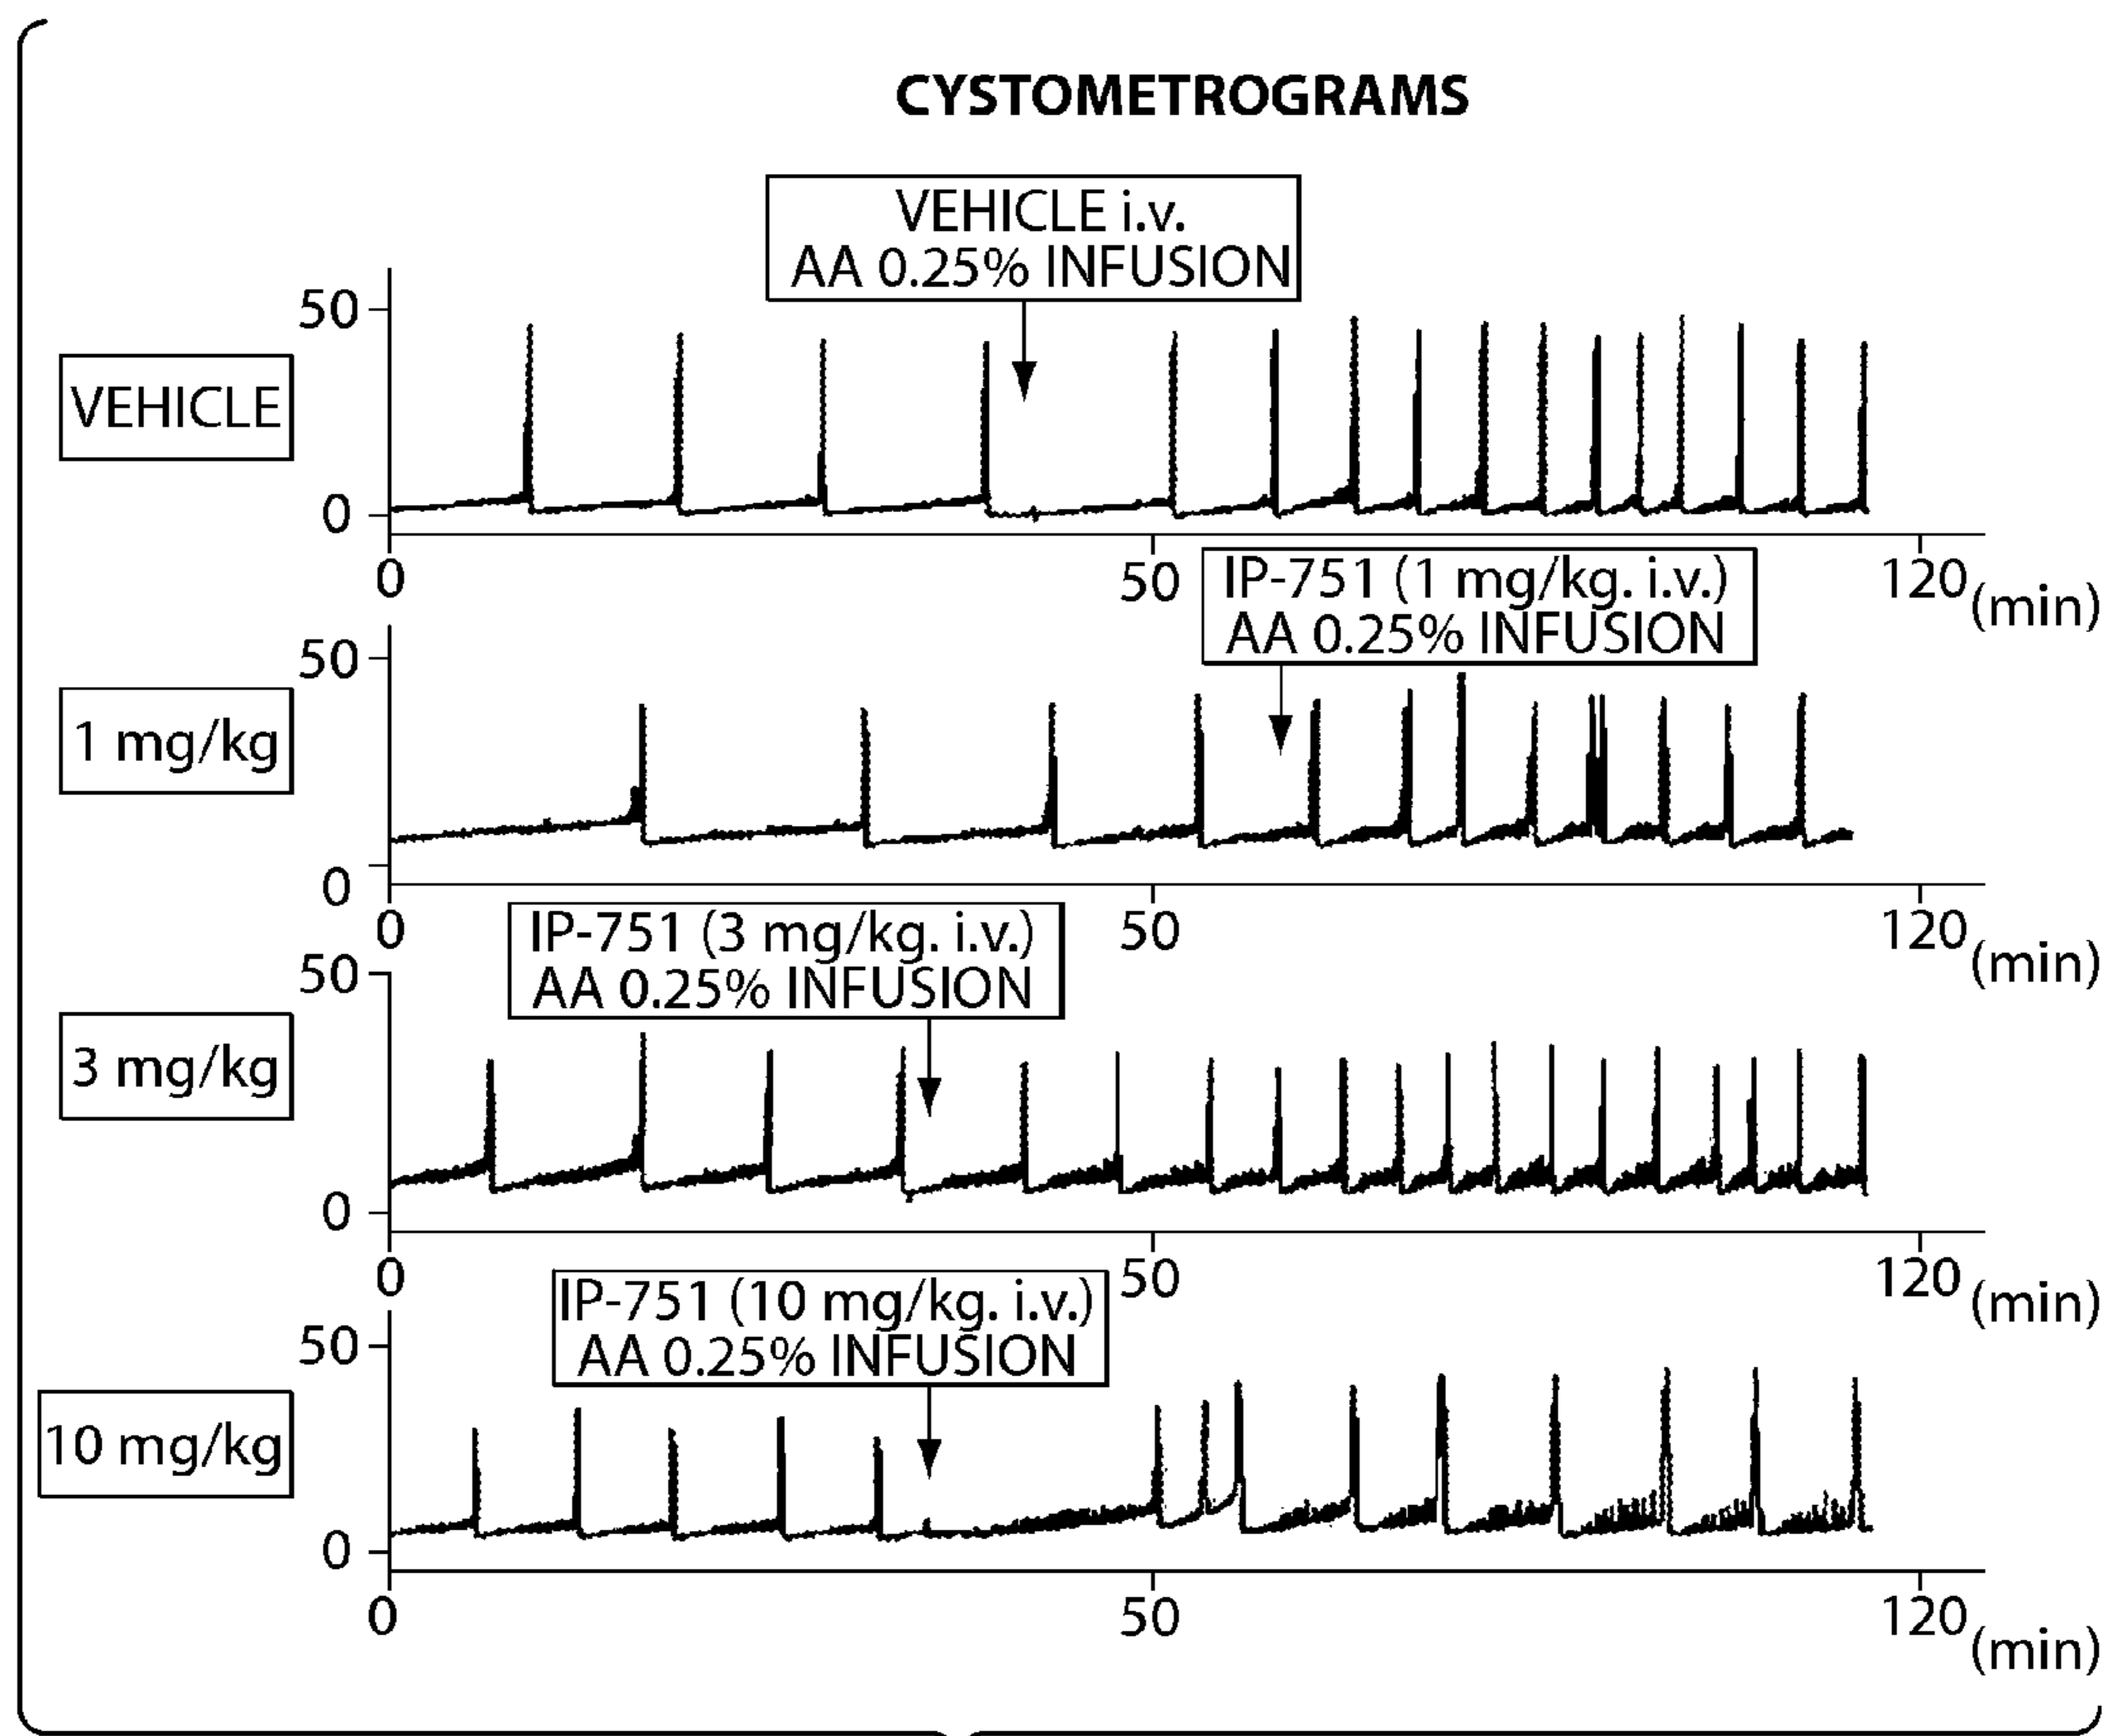 CYSTOMETROGRAMS
VEHICLE i.v.
AA 0.25% INFUSION
50
VEHICLE
0
0
50
120
(min)
IP-751 (1 mg/kg. i.v.)
AA 0.25% INFUSION
50
1 mg/kg
0
0
50
120
(min)
IP-751 (3 mg/kg. i.v.)
AA 0.25% INFUSION
50
3 mg/kg
0
0
50
120
(min)
IP-751 (10 mg/kg. i.v.)
AA 0.25% INFUSION
50
10 mg/kg
0
0
50
120
(min)